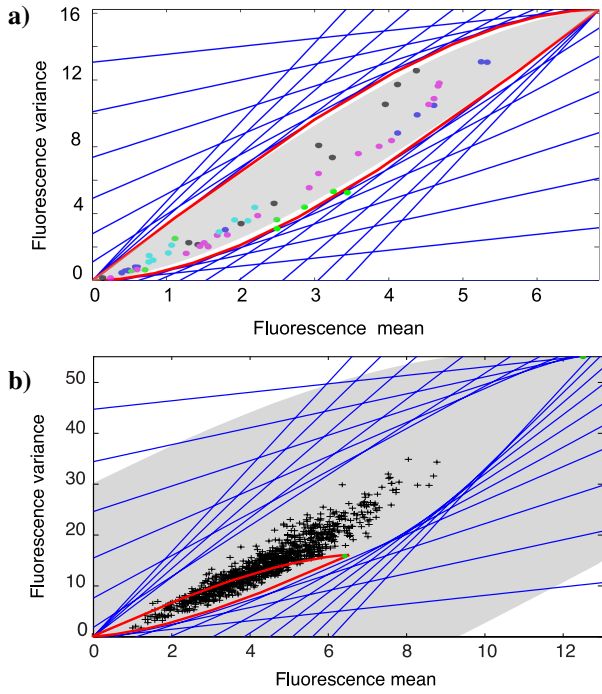 a)
16
12
8
4
0
Fluorescence variance
0 1 2 3 4 5 6
Fluorescence mean
b)
50
40
30
20
10
0
Fluorescence variance
0 2 4 6 8 10 12
Fluorescence mean